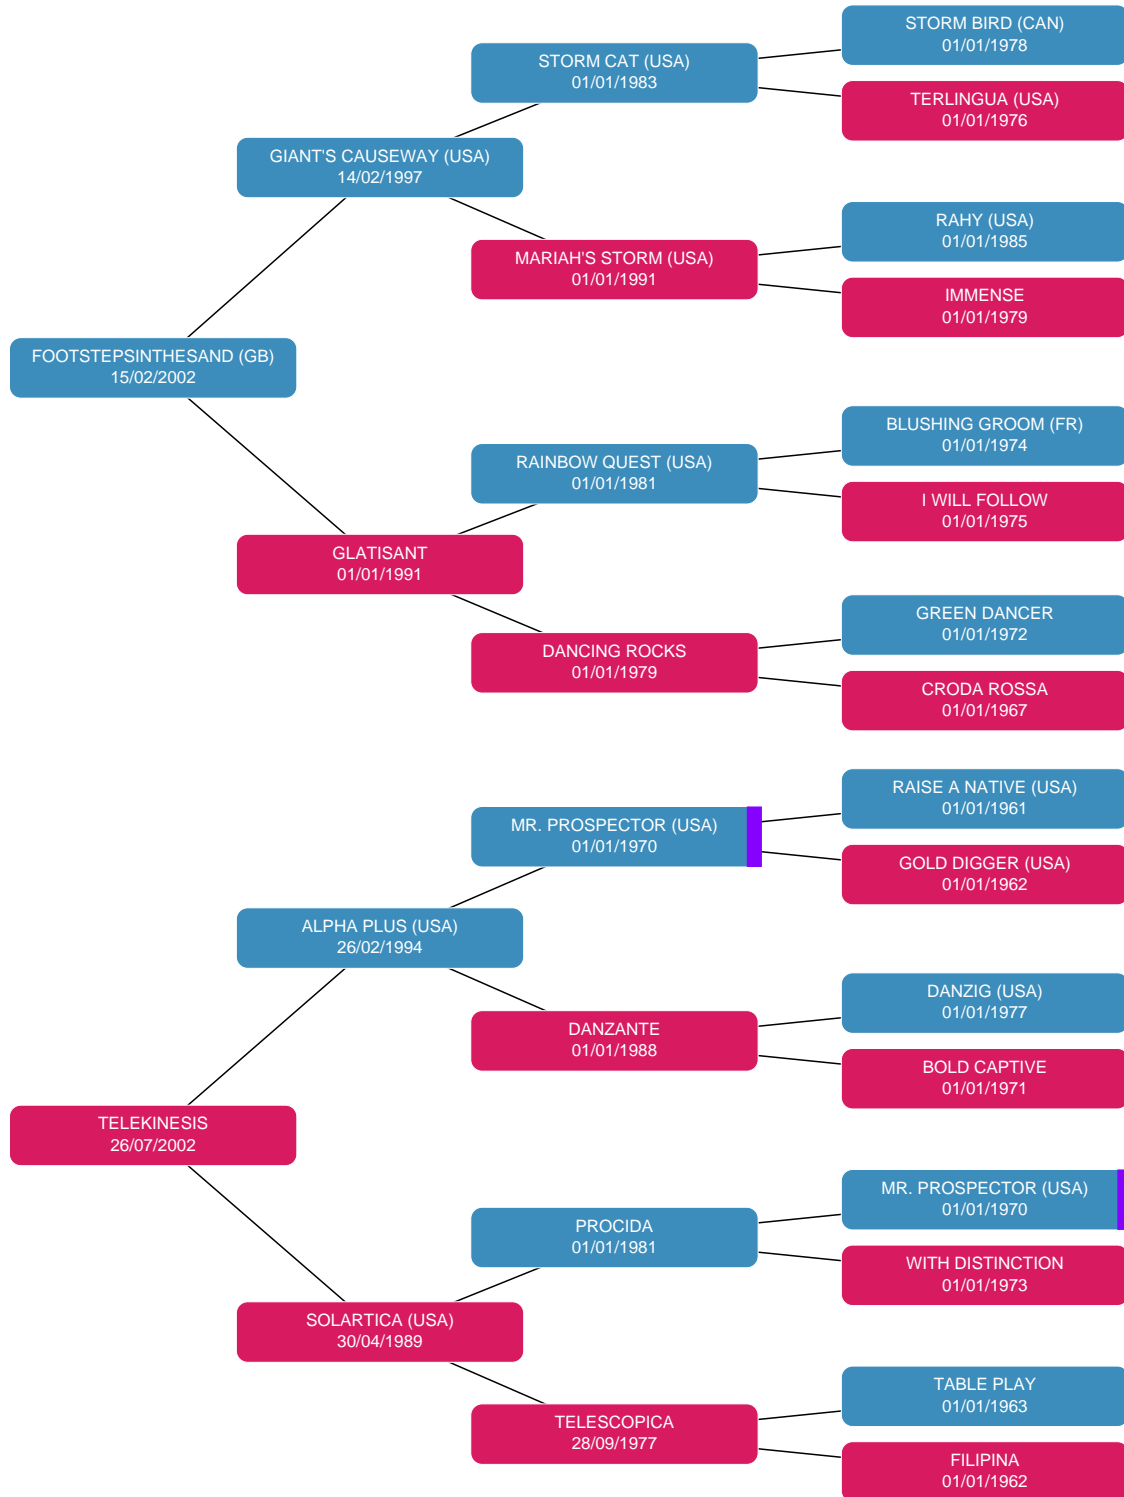 STORM BIRD (CAN)
01/01/1978
STORM CAT (USA)
01/01/1983
TERLINGUA (USA)
01/01/1976
GIANT'S CAUSEWAY (USA)
14/02/1997
RAHY (USA)
01/01/1985
MARIAH'S STORM (USA)
01/01/1991
IMMENSE
01/01/1979
FOOTSTEPSINTHESAND (GB)
15/02/2002
BLUSHING GROOM (FR)
01/01/1974
RAINBOW QUEST (USA)
01/01/1981
I WILL FOLLOW
01/01/1975
GLATISANT
01/01/1991
GREEN DANCER
01/01/1972
DANCING ROCKS
01/01/1979
CRODA ROSSA
01/01/1967
RAISE A NATIVE (USA)
01/01/1961
MR. PROSPECTOR (USA)
01/01/1970
GOLD DIGGER (USA)
01/01/1962
ALPHA PLUS (USA)
26/02/1994
DANZIG (USA)
01/01/1977
DANZANTE
01/01/1988
BOLD CAPTIVE
01/01/1971
TELEKINESIS
26/07/2002
MR. PROSPECTOR (USA)
01/01/1970
PROCIDA
01/01/1981
WITH DISTINCTION
01/01/1973
SOLARTICA (USA)
30/04/1989
TABLE PLAY
01/01/1963
TELESCOPICA
28/09/1977
FILIPINA
01/01/1962